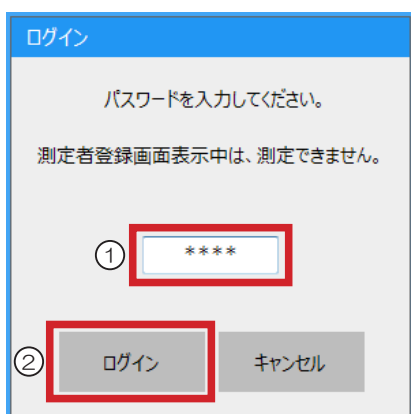 ログイン
パスワードを入力してください。
測定者登録画面表示中は、測定できません。
① ****
② ログイン キャンセル